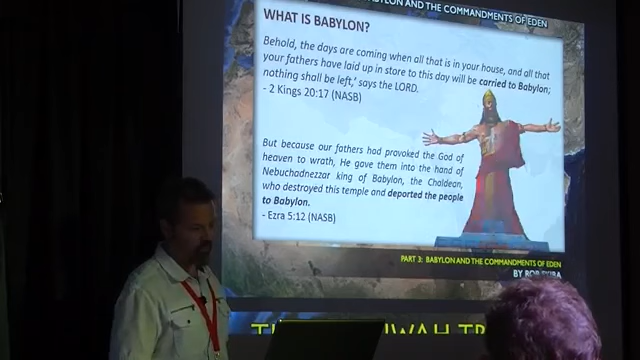 BABYLON AND THE COMMANDMENTS OF EDEN
WHAT IS BABYLON?
Behold, the days are coming when all that is in your house, and all that
your fathers have laid up in store to this day will be carried to Babylon;
nothing shall be left,' says the LORD.
- 2 Kings 20:17 (NASB)
But because our fathers had provoked the God of
heaven to wrath, He gave them into the hand of
Nebuchadnezzar king of Babylon, the Chaldean,
who destroyed this temple and deported the people
to Babylon.
- Ezra 5:12 (NASB)
PART 3: BABYLON AND THE COMMANDMENTS OF EDEN
BY ROB